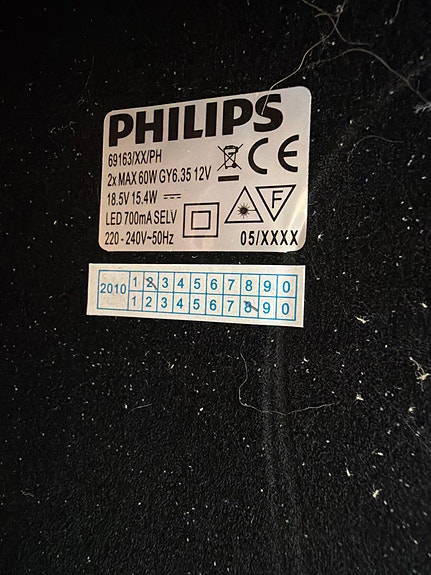 PHILIPS
69163/XX/PH
2x MAX 60W GY6.35 12V
18.5V 15.4W
LED 700mA SELV
220 - 240V~50Hz
CE
F
05/XXXX
2010
1 2 3 4 5 6 7 8 9 0
1 2 3 4 5 6 7 8 9 0